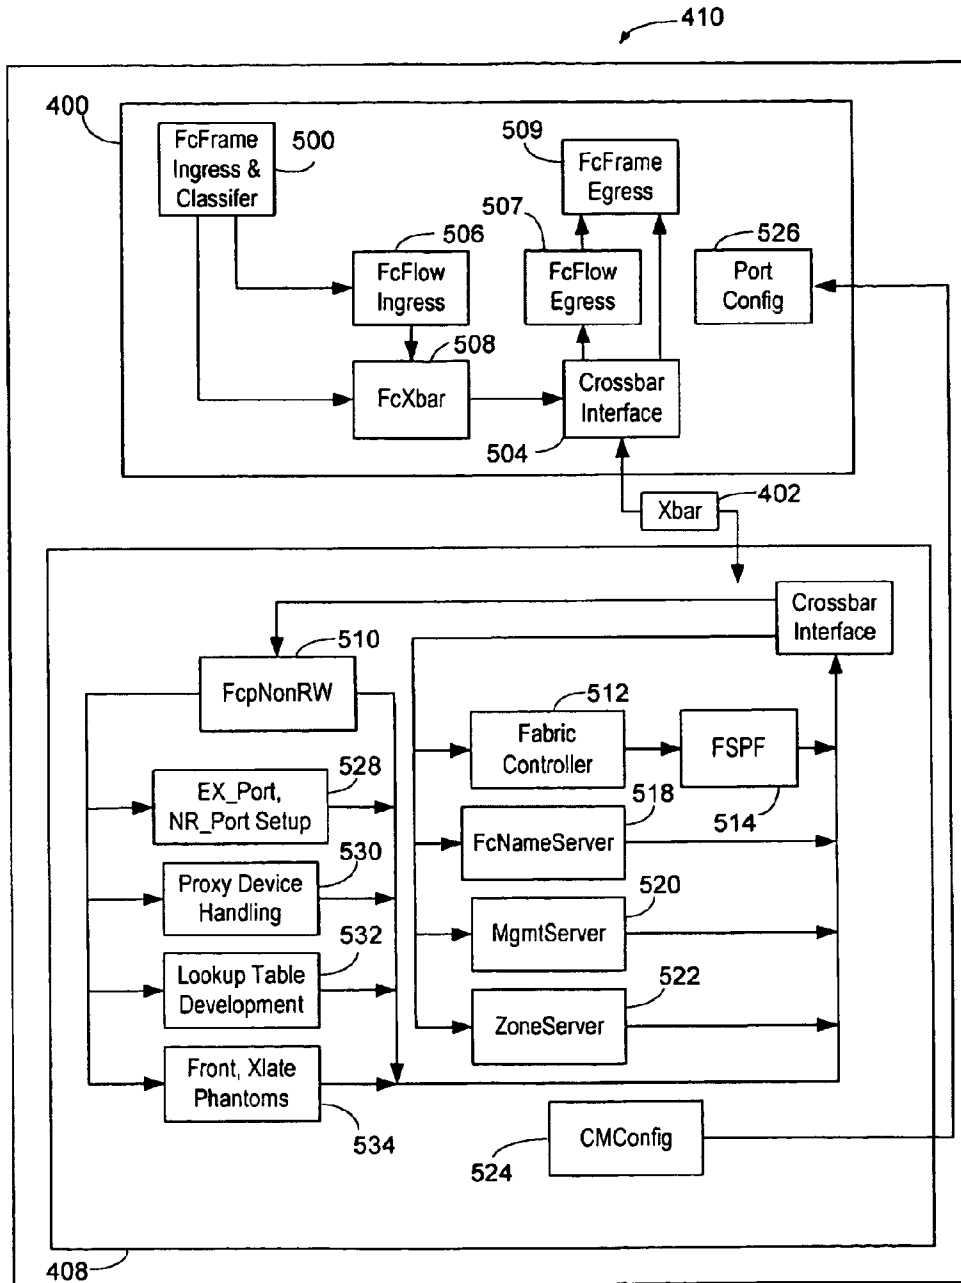 410
400
FcFrame
Ingress &
Classifer
500
509
FcFrame
Egress
507
506
FcFlow
Ingress
FcFlow
Egress
526
Port
Config
508
FcXbar
Crossbar
Interface
504
402
Xbar
Crossbar
Interface
510
FcpNonRW
512
Fabric
Controller
FSPF
514
528
EX_Port,
NR_Port Setup
518
FcNameServer
530
Proxy Device
Handling
520
MgmtServer
532
Lookup Table
Development
522
ZoneServer
Front, Xlate
Phantoms
534
CMConfig
524
408